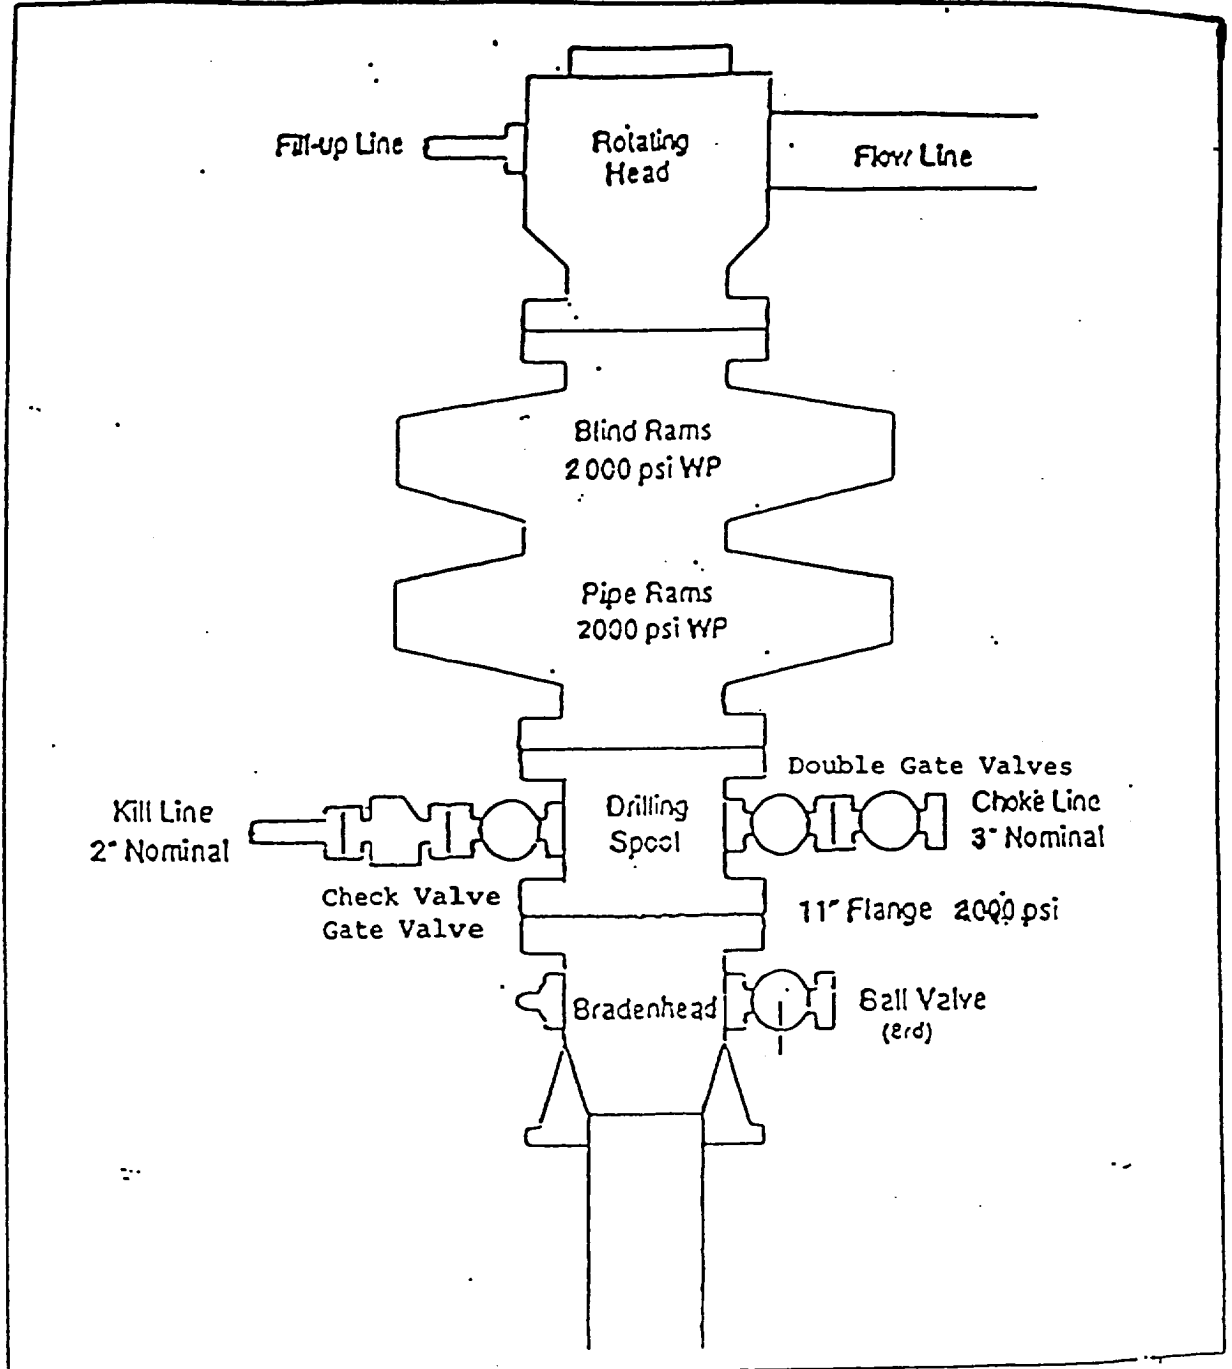 Fill-up Line
Rotating
Head
Flow Line
Blind Rams
2000 psi WP
Pipe Rams
2000 psi WP
Double Gate Valves
Kill Line
2" Nominal
Drilling
Spool
Choke Line
3" Nominal
Check Valve
Gate Valve
11" Flange 2000 psi
Bradenhead
Ball Valve